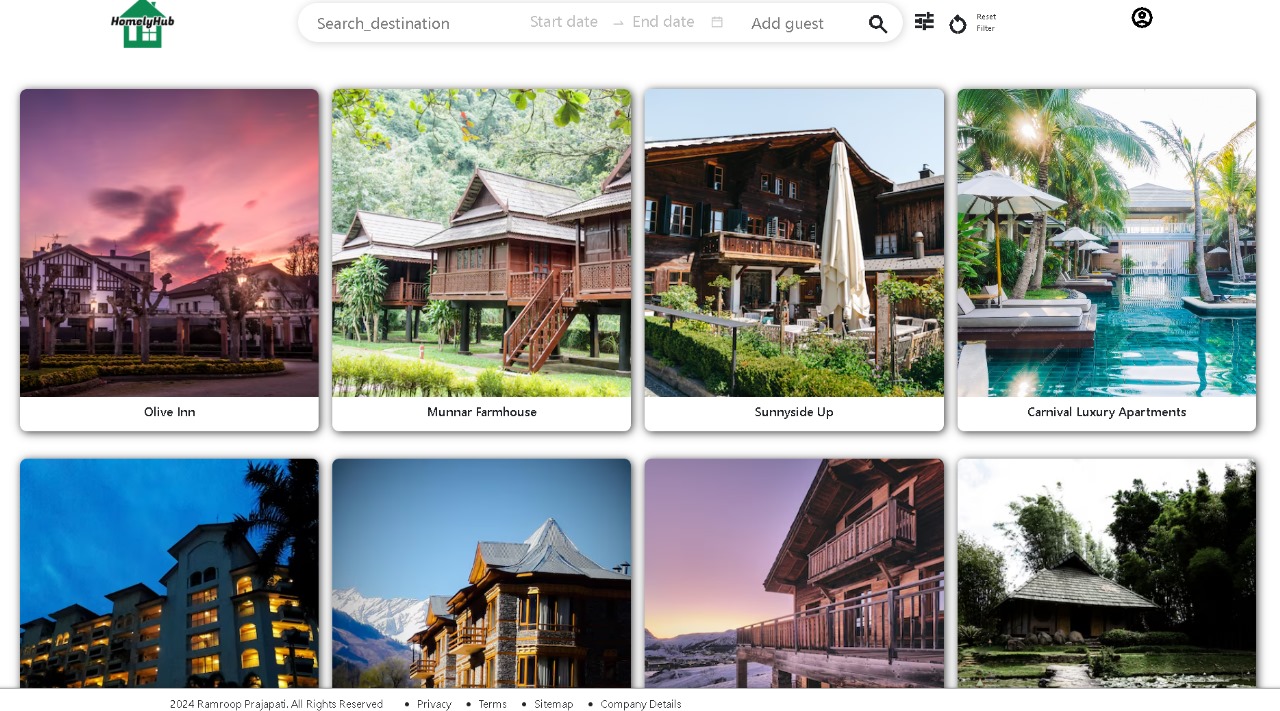 HomelyHub
Search_destination
Start date → End date
Add guest
Reset
Filter
Olive Inn
Munnar Farmhouse
Sunnyside Up
Carnival Luxury Apartments
2024 Ramroop Prajapati. All Rights Reserved • Privacy • Terms • Sitemap • Company Details